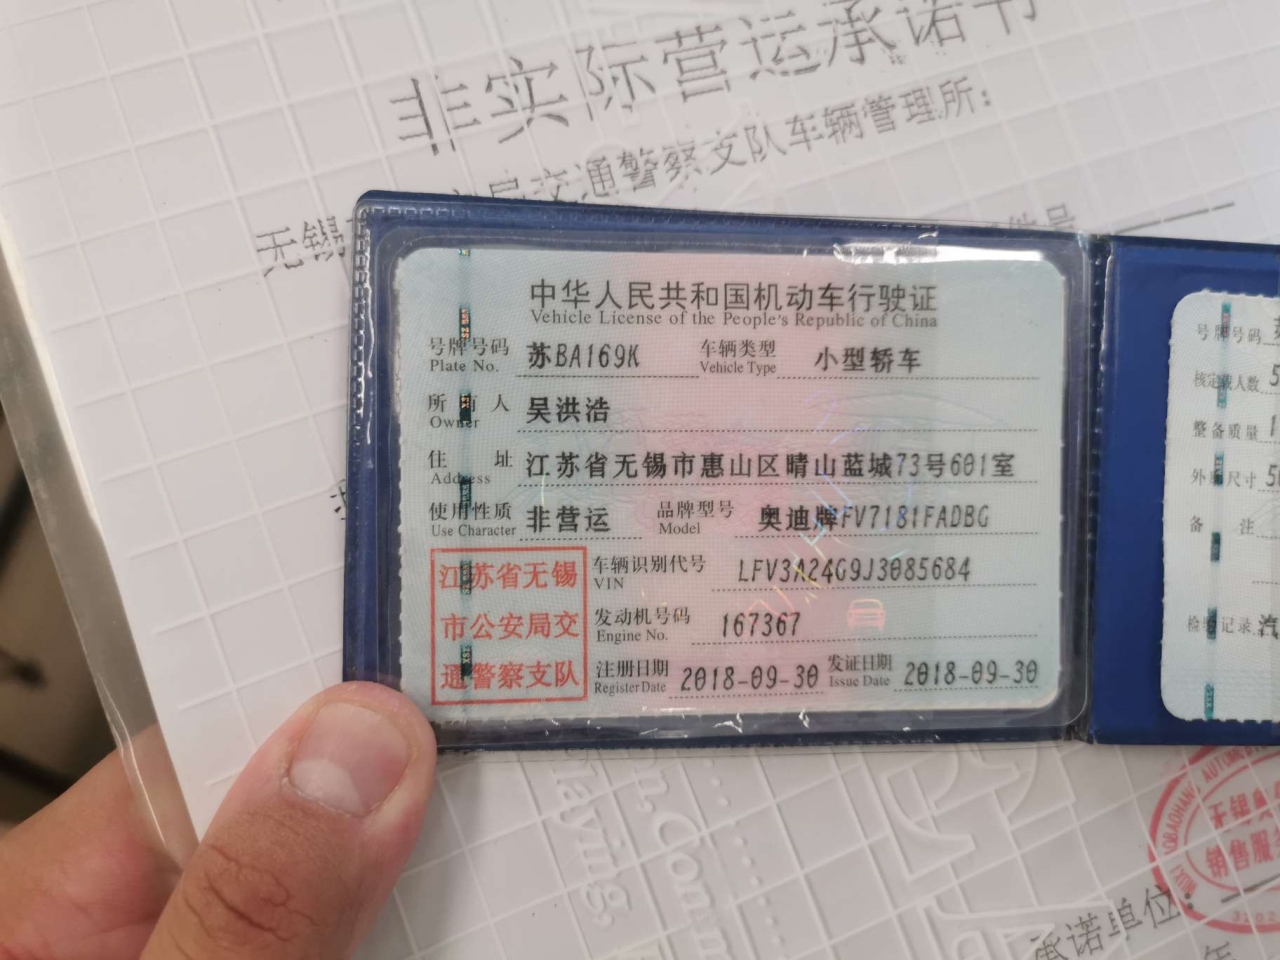 非实际营运承诺书
无锡
交通警察支队车辆管理所：
中华人民共和国机动车行驶证
Vehicle License of the People's Republic of China
号牌号码 苏BA169K 车辆类型 小型轿车
Plate No. Vehicle Type
所有人 吴洪浩
Owner
住址 江苏省无锡市惠山区晴山蓝城73号601室
Address
使用性质 非营运 品牌型号 奥迪牌FV7181FADBG
Use Character Model
江苏省无锡
市公安局交
通警察支队
车辆识别代号 LFV3A24G9J3085684
VIN
发动机号码 167367
Engine No.
注册日期 2018-09-30 发证日期 2018-09-30
Register Date Issue Date
号牌号码
核定载人数 5
整备质量 1
外廓尺寸 50
备注
检验记录 汽
无锡
销售服
承诺单位：
年